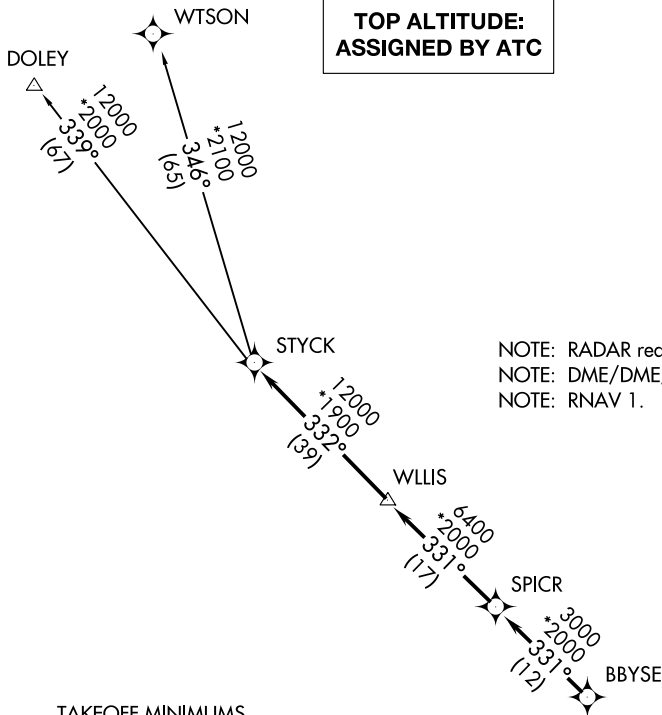 WTSON
TOP ALTITUDE:
ASSIGNED BY ATC
DOLEY
12000
*2000
339°
(67)
12000
*2100
346°
(65)
STYCK
NOTE: RADAR
NOTE: DME/DME
NOTE: RNAV 1.
12000
*1900
332°
(39)
WLLIS
6400
*2000
331°
(17)
SPICR
3000
*2000
331°
(12)
BBYSE
TAKEOFF MINIMUMS